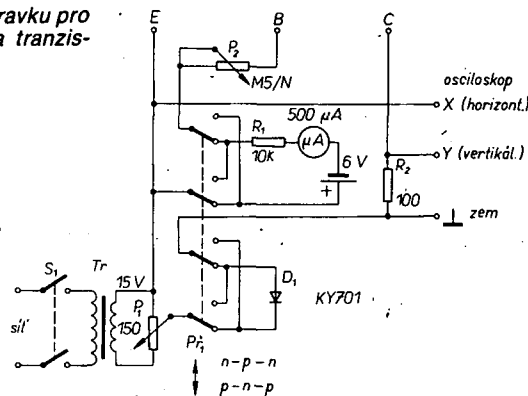 ravku pro
a tranzis-
E
B
C
P2
M5/N
osciloskop
X (horizont.)
500 μA
R1
μA
10k
6 V
+
Y (vertikál.)
R2
100
zem
S1
Tr
15 V
P1
150
síť
D1
KY701
Př1
n-p-n
p-n-p